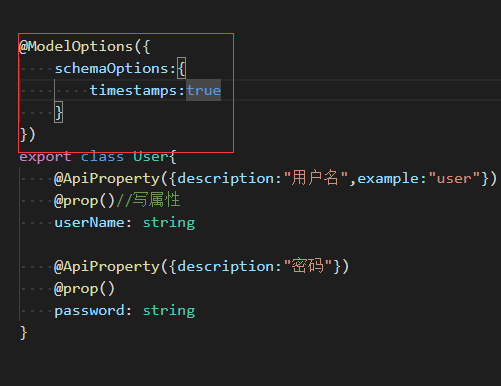 @ModelOptions({
    schemaOptions:{
        timestamps:true
    }
})
export class User{
    @ApiProperty({description:"用户名",example:"user"})
    @prop()//写属性
    userName: string
    @ApiProperty({description:"密码"})
    @prop()
    password: string
}